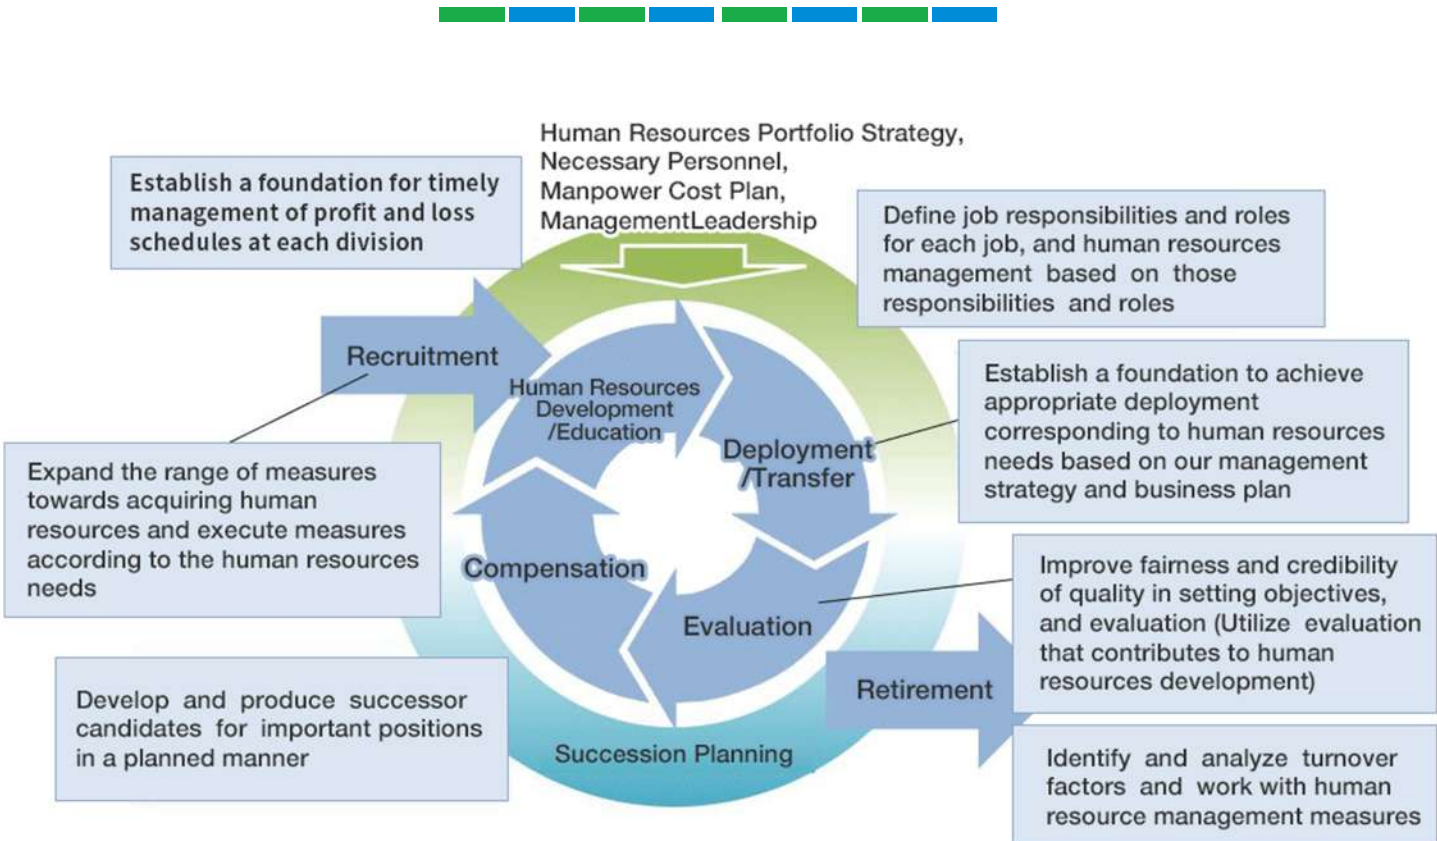 Human Resources Portfolio Strategy,
Necessary Personnel,
Manpower Cost Plan,
ManagementLeadership
Establish a foundation for timely
management of profit and loss
schedules at each division
Define job responsibilities and roles
for each job, and human resources
management based on those
responsibilities and roles
Recruitment
Human Resources
Development
/Education
Establish a foundation to achieve
appropriate deployment
corresponding to human resources
needs based on our management
strategy and business plan
Deployment
/Transfer
Expand the range of measures
towards acquiring human
resources and execute measures
according to the human resources
needs
Compensation
Evaluation
Improve fairness and credibility
of quality in setting objectives,
and evaluation (Utilize evaluation
that contributes to human
resources development)
Retirement
Develop and produce successor
candidates for important positions
in a planned manner
Succession Planning
Identify and analyze turnover
factors and work with human
resource management measures